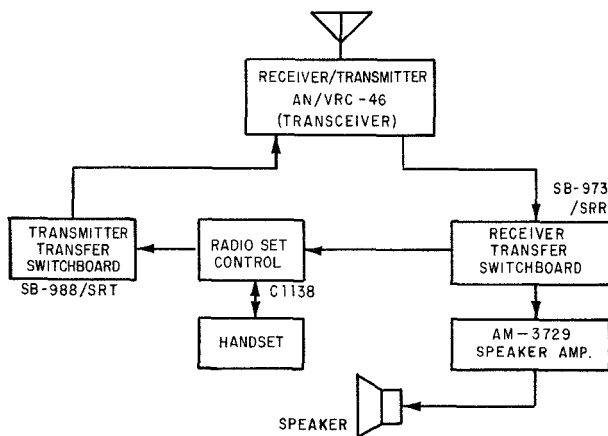 RECEIVER/TRANSMITTER
AN/VRC-46
(TRANSCEIVER)
SB-973
/SRR
TRANSMITTER
TRANSFER
SWITCHBOARD
SB-988/SRT
RADIO SET
CONTROL
C1138
RECEIVER
TRANSFER
SWITCHBOARD
HANDSET
AM-3729
SPEAKER AMP.
SPEAKER